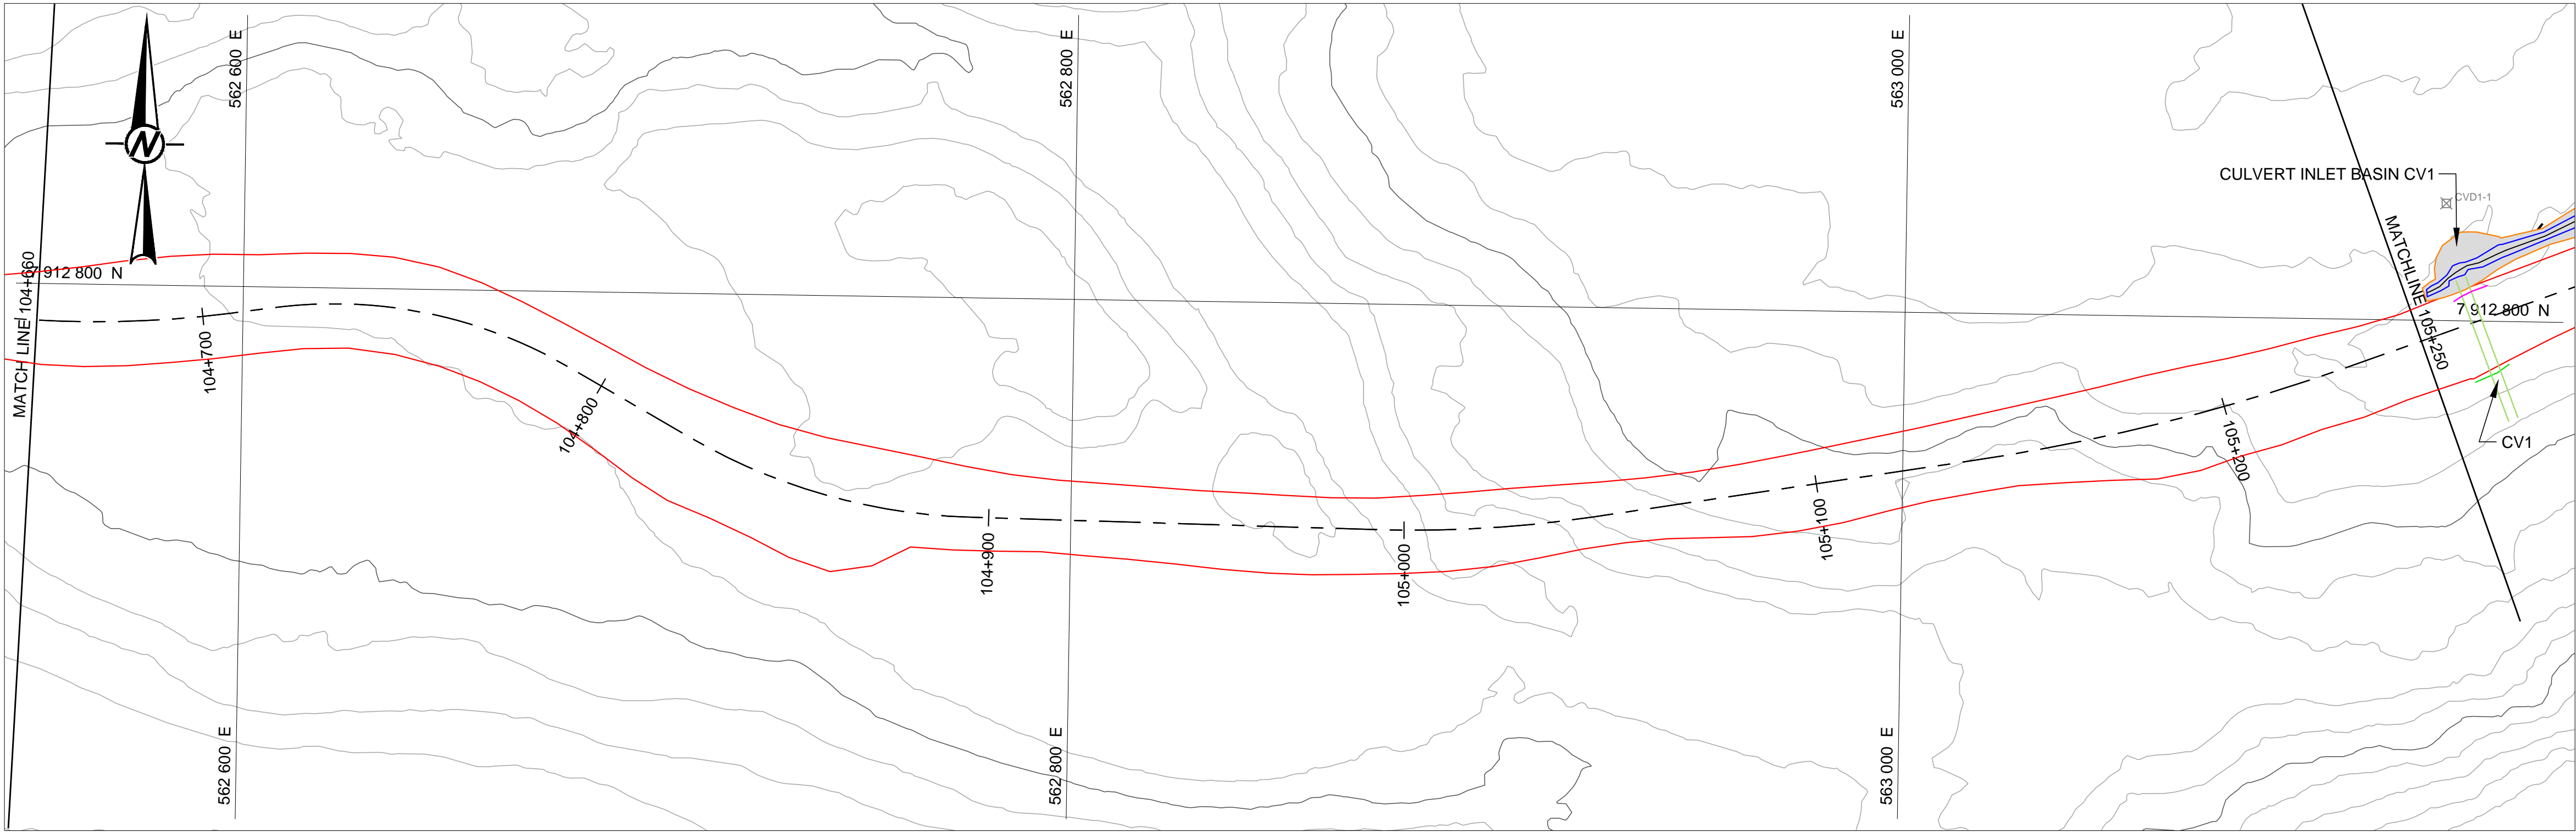 562 600 E
562 800 E
563 000 E
N
CULVERT INLET BASIN CV1
CVD1-1
MATCH LINE 104+660
7 912 800 N
MATCHLINE 105+250
7 912 800 N
104+700
104+800
104+900
105+000
105+100
105+200
CV1
562 600 E
562 800 E
563 000 E